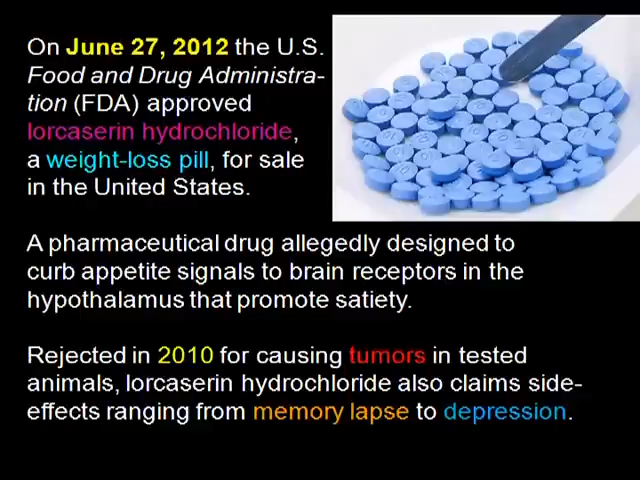 On June 27, 2012 the U.S.
Food and Drug Administra-
tion (FDA) approved
lorcaserin hydrochloride,
a weight-loss pill, for sale
in the United States.
A pharmaceutical drug allegedly designed to
curb appetite signals to brain receptors in the
hypothalamus that promote satiety.
Rejected in 2010 for causing tumors in tested
animals, lorcaserin hydrochloride also claims side-
effects ranging from memory lapse to depression.